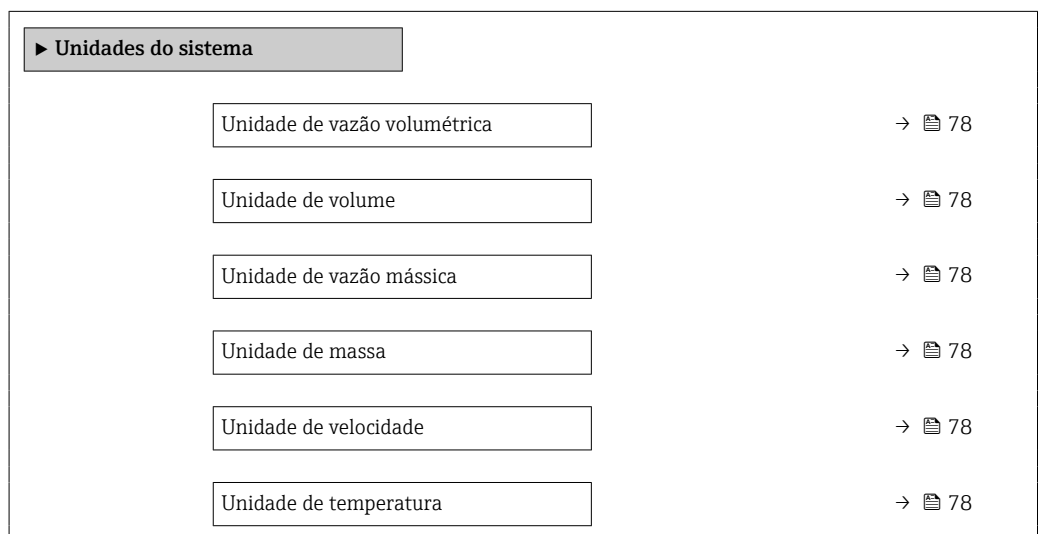 ▶ Unidades do sistema
Unidade de vazão volumétrica → 78
Unidade de volume → 78
Unidade de vazão mássica → 78
Unidade de massa → 78
Unidade de velocidade → 78
Unidade de temperatura → 78